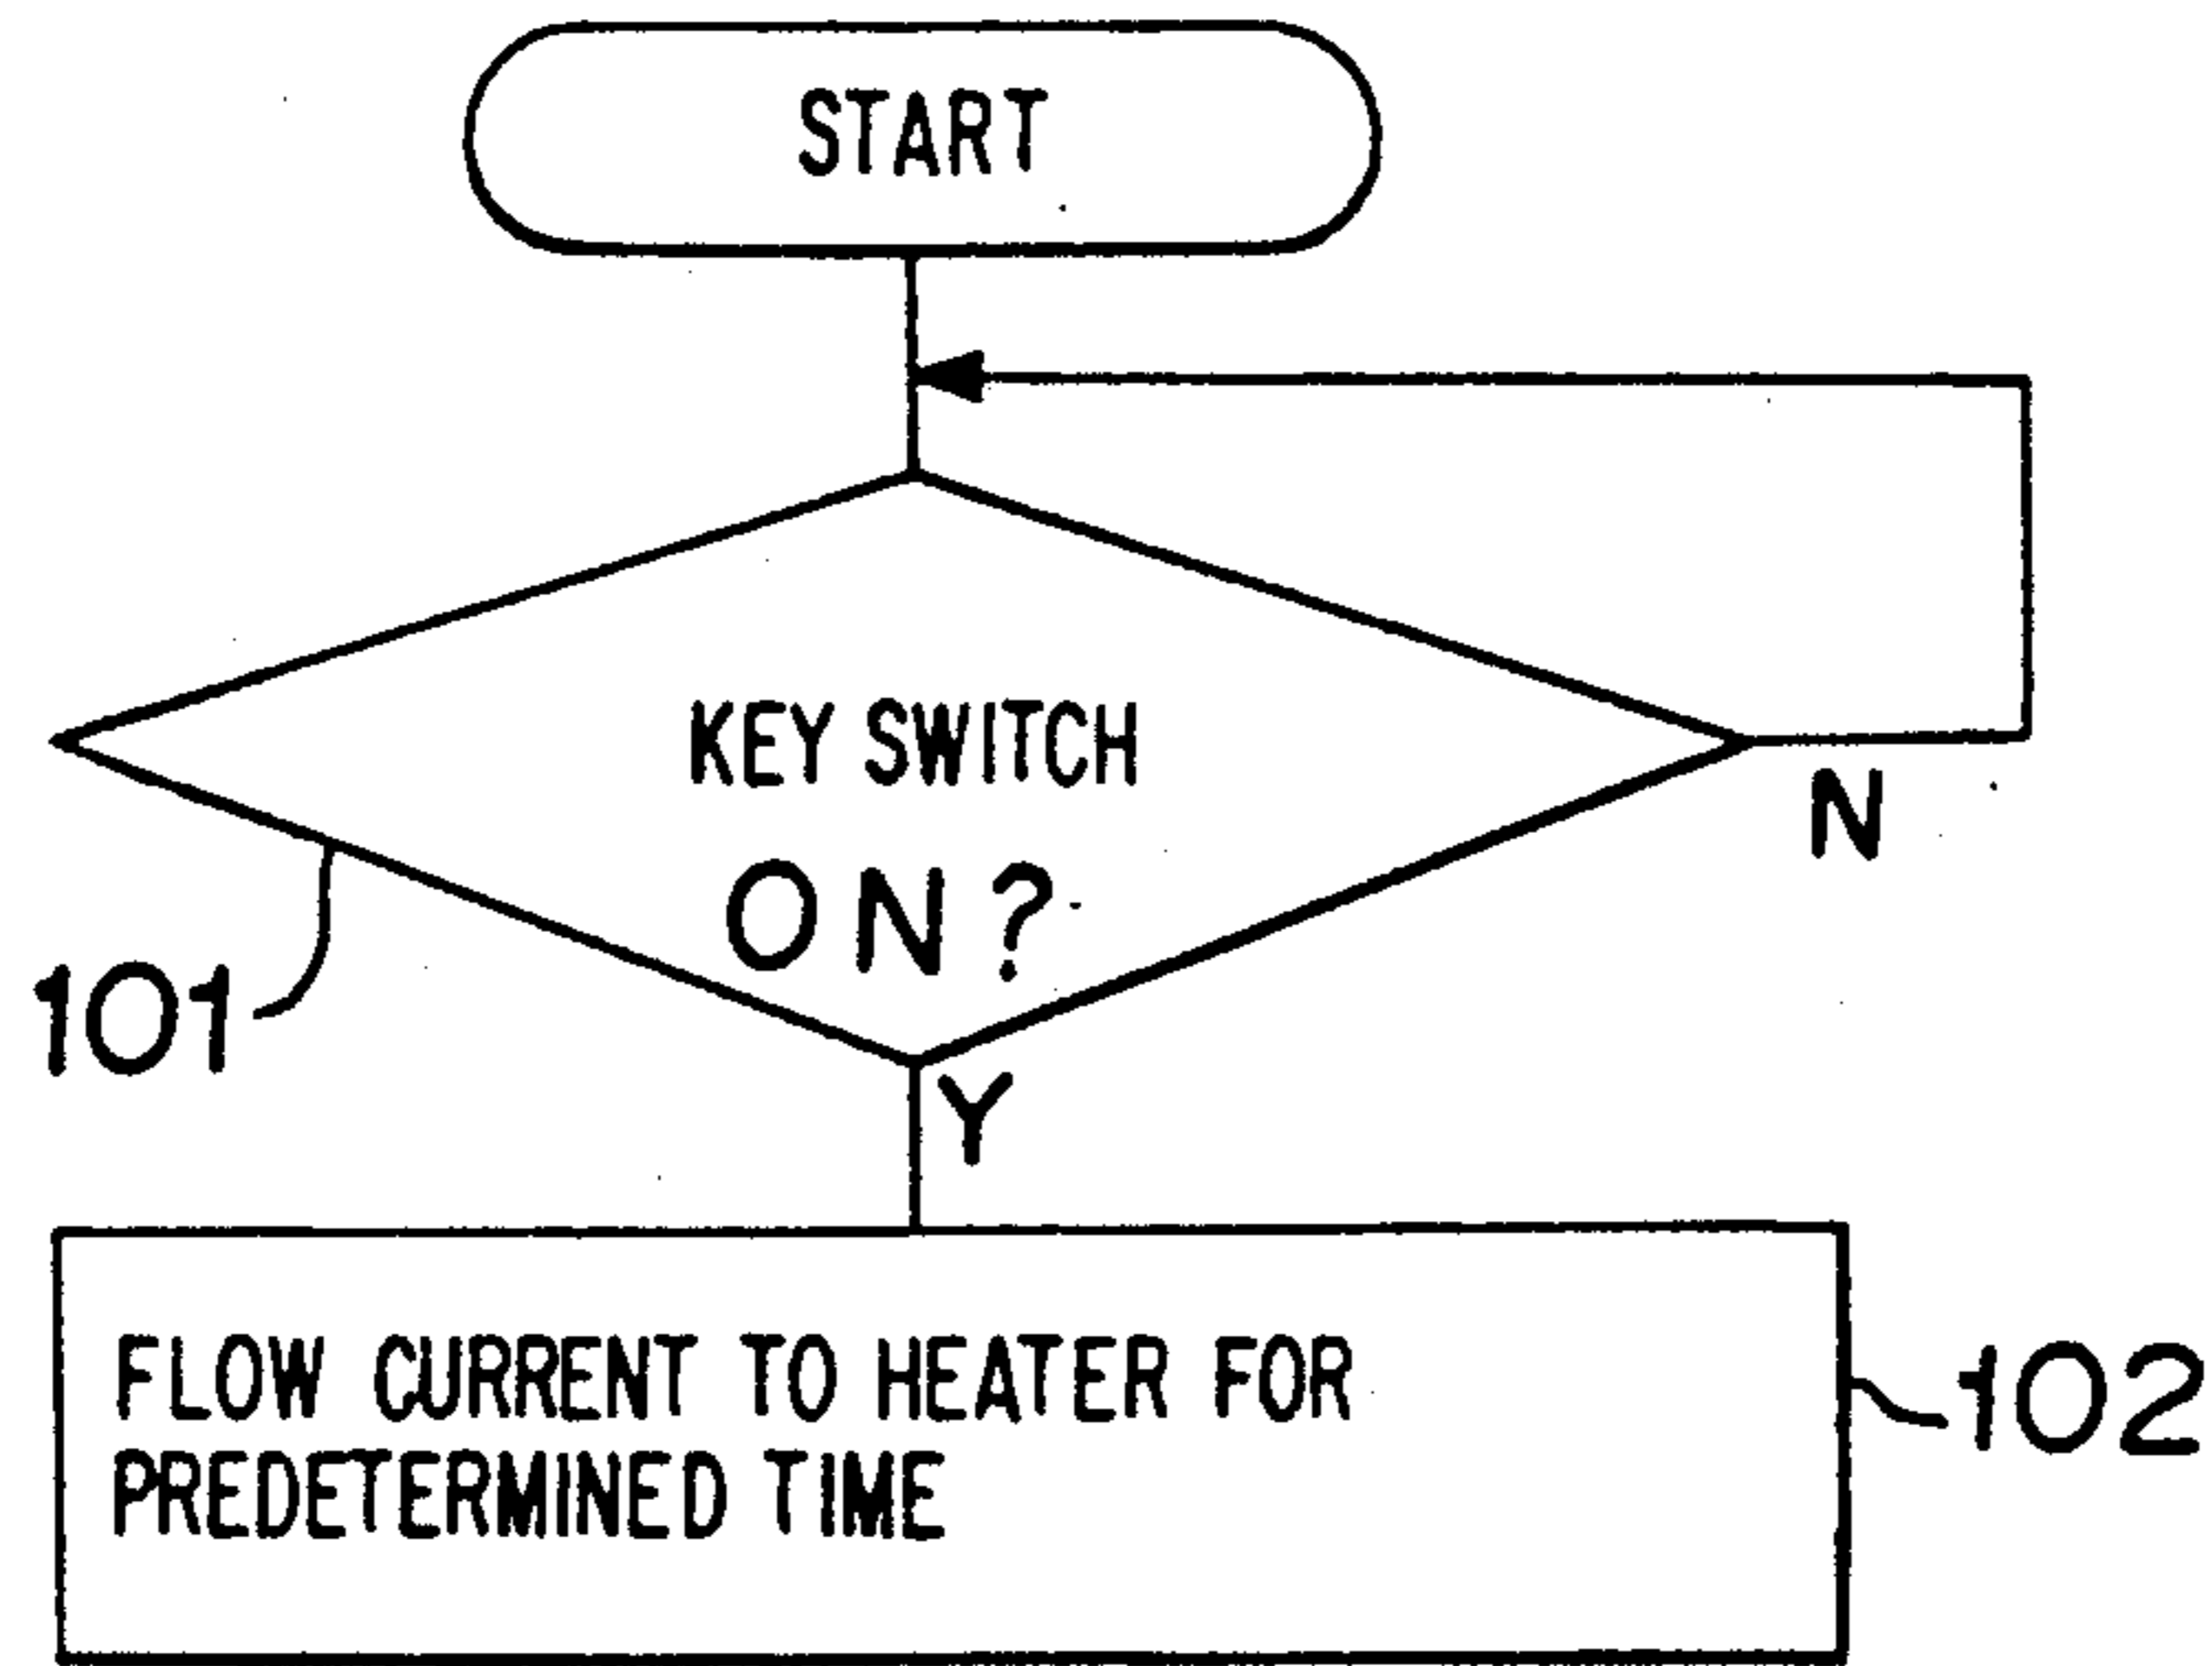 START
KEY SWITCH
ON?
N
101
Y
FLOW CURRENT TO HEATER FOR
PREDETERMINED TIME
102